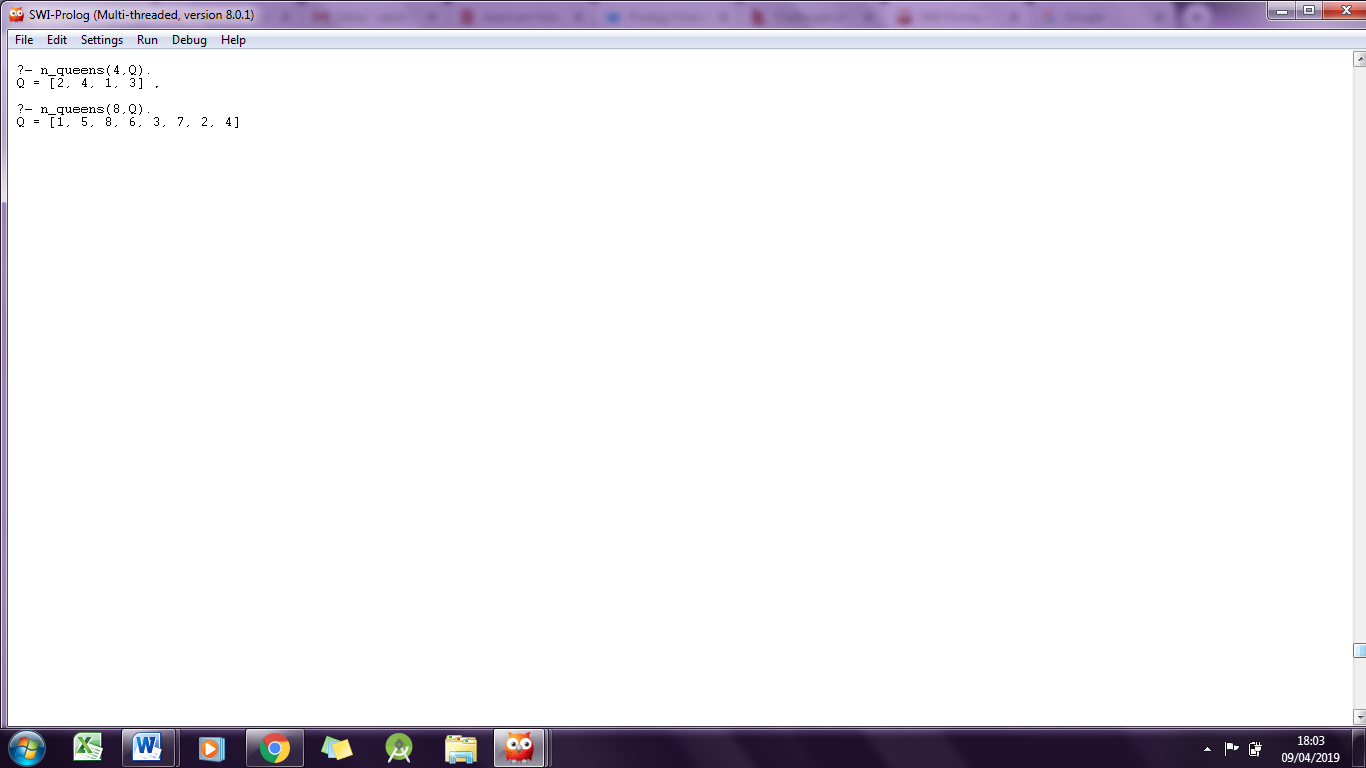 SWI-Prolog (Multi-threaded, version 8.0.1)
File Edit Settings Run Debug Help
?- n_queens(4,Q).
Q = [2, 4, 1, 3] ,
?- n_queens(8,Q).
Q = [1, 5, 8, 6, 3, 7, 2, 4]
18:03
09/04/2019